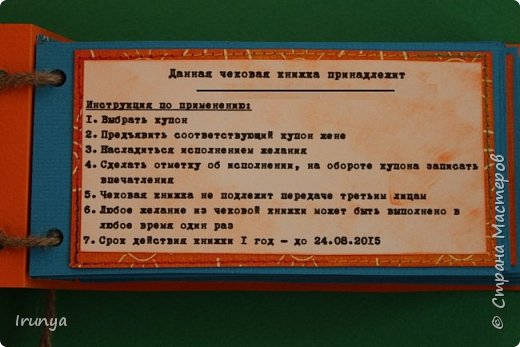 Данная чековая книжка принадлежит
Инструкция по применению:
1. Выбрать купон
2. Предъявить соответствующий купон жене
3. Насладиться исполнением желания
4. Сделать отметку об исполнении, на обороте купона записать
впечатления
5. Чековая книжка не подлежит передаче третьим лицам
6. Любое желание из чековой книжки может быть выполнено в
любое время один раз
7. Срок действия книжки 1 год - до 24.08.2015
Irunya
© Страна Мастеров